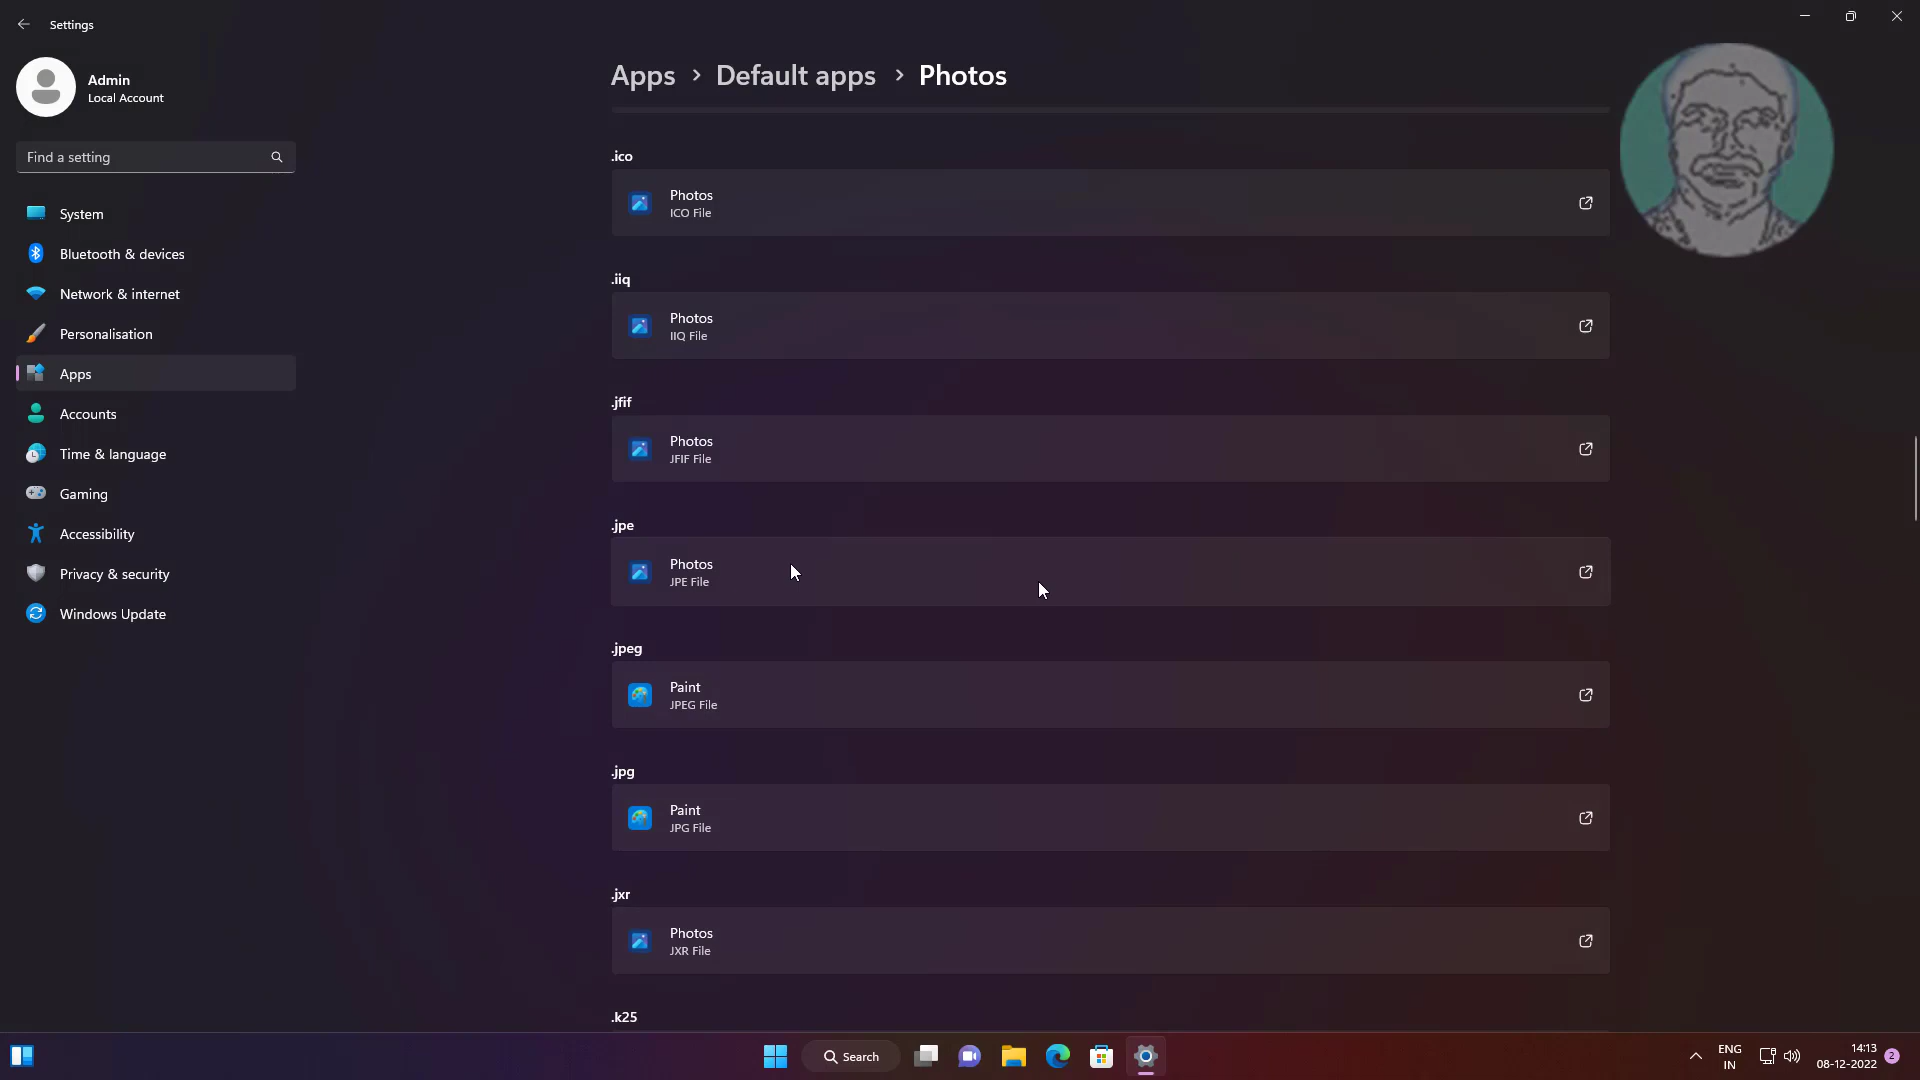 Settings
Admin
Local Account
Find a setting
System
Bluetooth & devices
Network & internet
Personalisation
Apps
Accounts
Time & language
Gaming
Accessibility
Privacy & security
Windows Update
Apps > Default apps > Photos
.ico
Photos
ICO File
.iiq
Photos
IIQ File
.jfif
Photos
JFIF File
.jpe
Photos
JPE File
.jpeg
Paint
JPEG File
.jpg
Paint
JPG File
.jxr
Photos
JXR File
.k25
Search
ENG
IN
14:13
08-12-2022
2